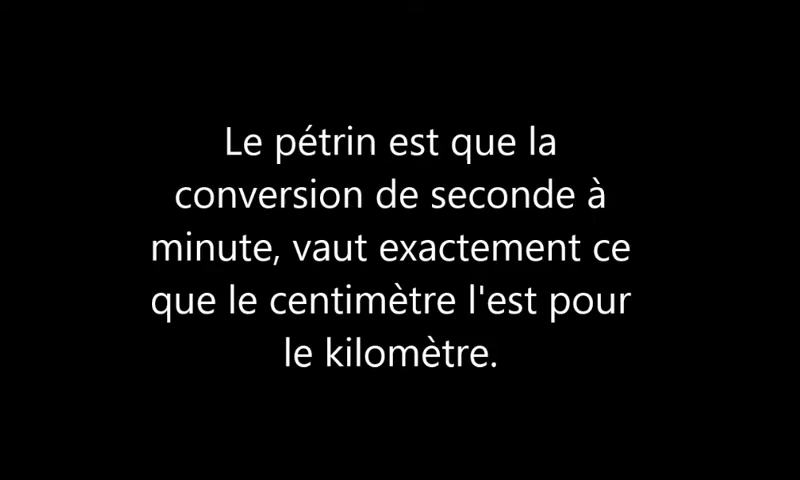 Le pétrin est que la
conversion de seconde à
minute, vaut exactement ce
que le centimètre l'est pour
le kilomètre.